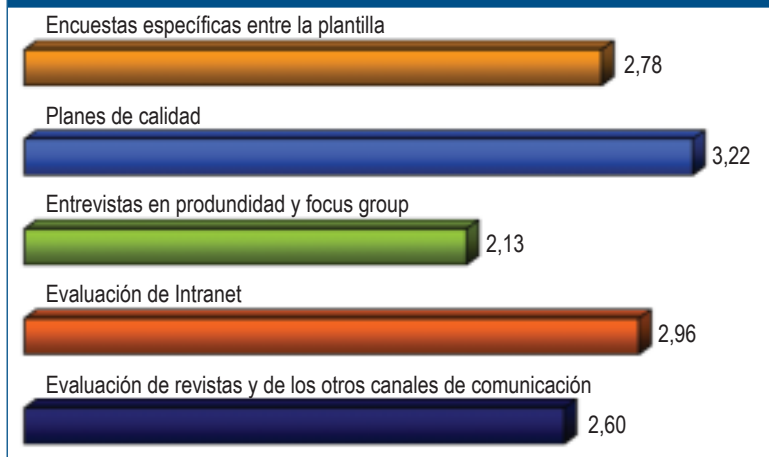 Encuestas específicas entre la plantilla
2,78
Planes de calidad
3,22
Entrevistas en produndidad y focus group
2,13
Evaluación de Intranet
2,96
Evaluación de revistas y de los otros canales de comunicación
2,60